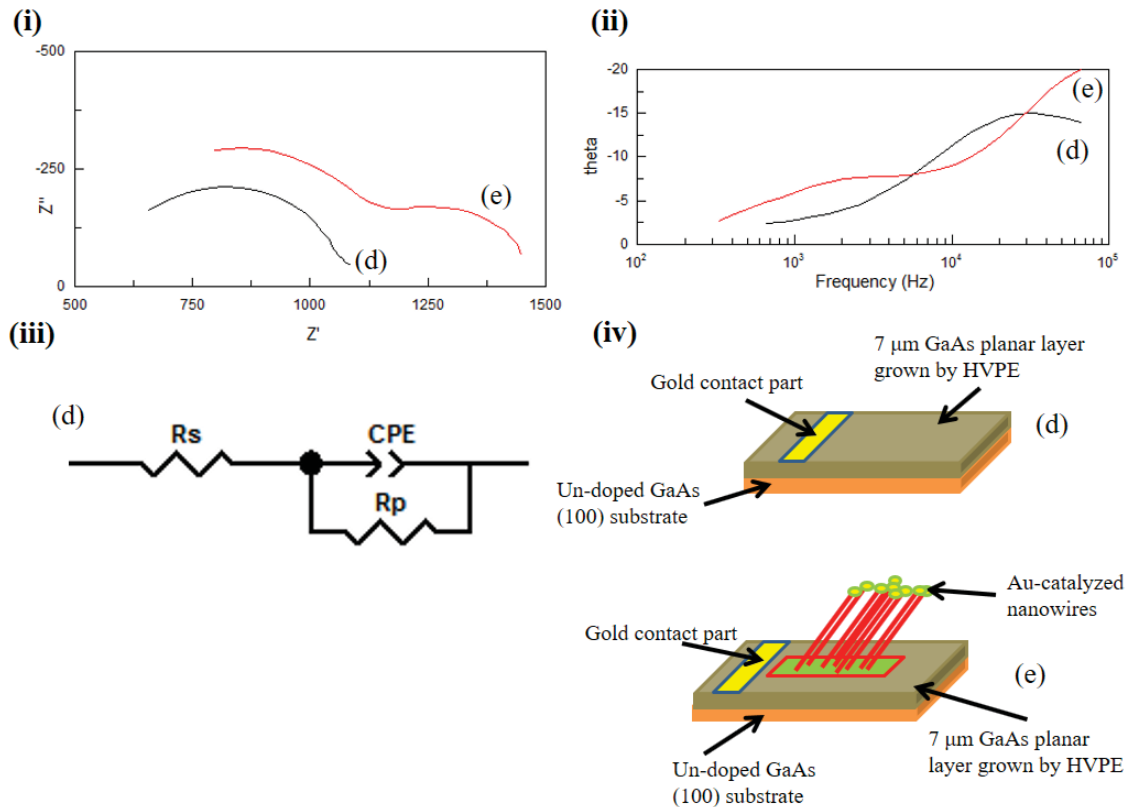 (i)
-500
-250
0
Z''
500
750
1000
1250
1500
Z'
(e)
(d)
(ii)
-20
-15
-10
-5
0
theta
10^2
10^3
10^4
10^5
Frequency (Hz)
(e)
(d)
(iii)
(d)
Rs
CPE
Rp
(iv)
7 μm GaAs planar layer
grown by HVPE
Gold contact part
(d)
Un-doped GaAs
(100) substrate
Au-catalyzed
nanowires
Gold contact part
(e)
7 μm GaAs planar
layer grown by HVPE
Un-doped GaAs
(100) substrate